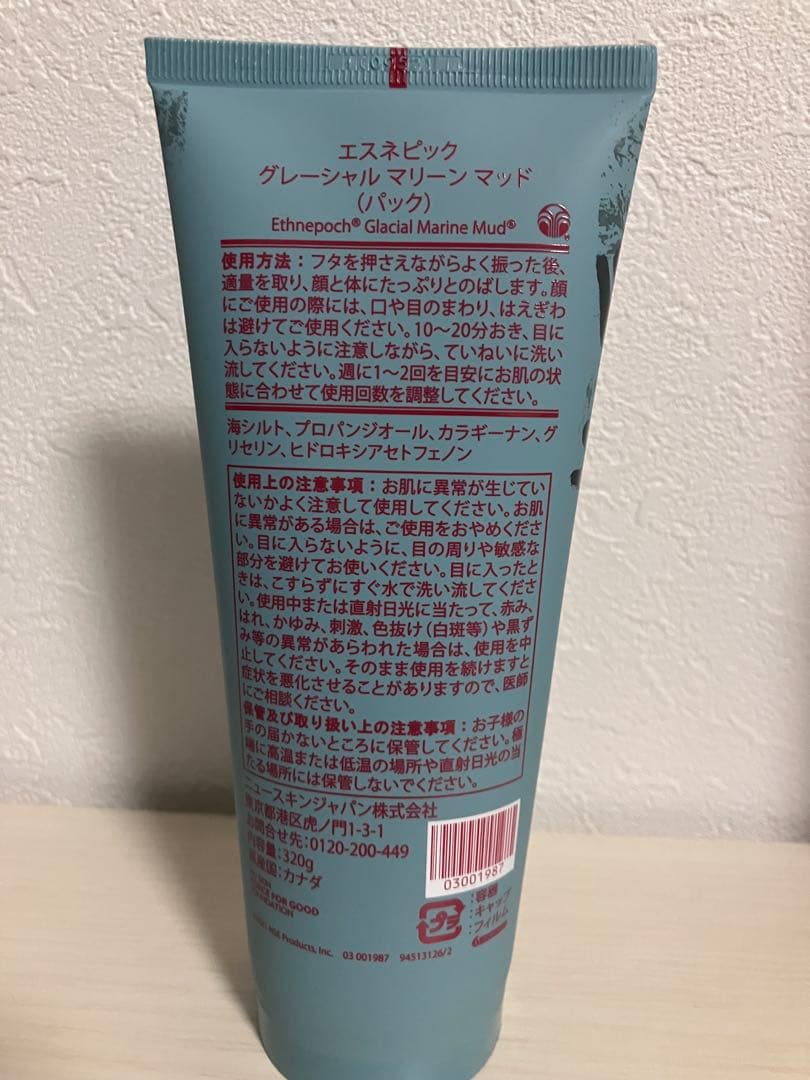 エスネピック
グレーシャル マリーン マッド
（パック）
Ethnepoch® Glacial Marine Mud®
使用方法：フタを押さえながらよく振った後、
適量を取り、顔と体にたっぷりとのばします。顔
にご使用の際には、口や目のまわり、はえぎわ
は避けてご使用ください。10～20分おき、目に
入らないように注意しながら、ていねいに洗い
流してください。週に1～2回を目安にお肌の状
態に合わせて使用回数を調整してください。
海シルト、プロパンジオール、カラギーナン、グ
リセリン、ヒドロキシアセトフェノン
使用上の注意事項：お肌に異常が生じてい
ないかよく注意して使用してください。お肌
に異常がある場合は、ご使用をおやめくださ
い。目に入らないように、目の周りや敏感な
部分を避けてお使いください。目に入ったと
きは、こすらずにすぐ水で洗い流してくださ
い。使用中または直射日光に当たって、赤み、
はれ、かゆみ、刺激、色抜け（白斑等）や黒ず
み等の異常があらわれた場合は、使用を中
止してください。そのまま使用を続けますと
症状を悪化させることがありますので、医師
にご相談ください。
保管及び取り扱い上の注意事項：お子様の
手の届かないところに保管してください。極
端に高温または低温の場所や直射日光の当
たる場所には保管しないでください。
ニュースキンジャパン株式会社
東京都港区虎ノ門1-3-1
お問合せ先：0120-200-449
内容量：320g
原産国：カナダ
FORCE FOR GOOD
FOUNDATION
Products, Inc. 03 001987 94513126/2
03001987
プラ
容器
キャップ
フィルム